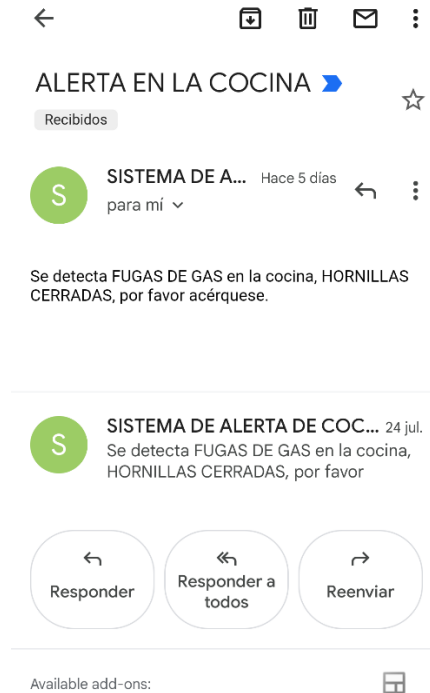 ALERTA EN LA COCINA
Recibidos
S
SISTEMA DE A... Hace 5 días
para mí
Se detecta FUGAS DE GAS en la cocina, HORNILLAS
CERRADAS, por favor acérquese.
S
SISTEMA DE ALERTA DE COC... 24 jul.
Se detecta FUGAS DE GAS en la cocina,
HORNILLAS CERRADAS, por favor
Responder
Responder a
todos
Reenviar
Available add-ons: